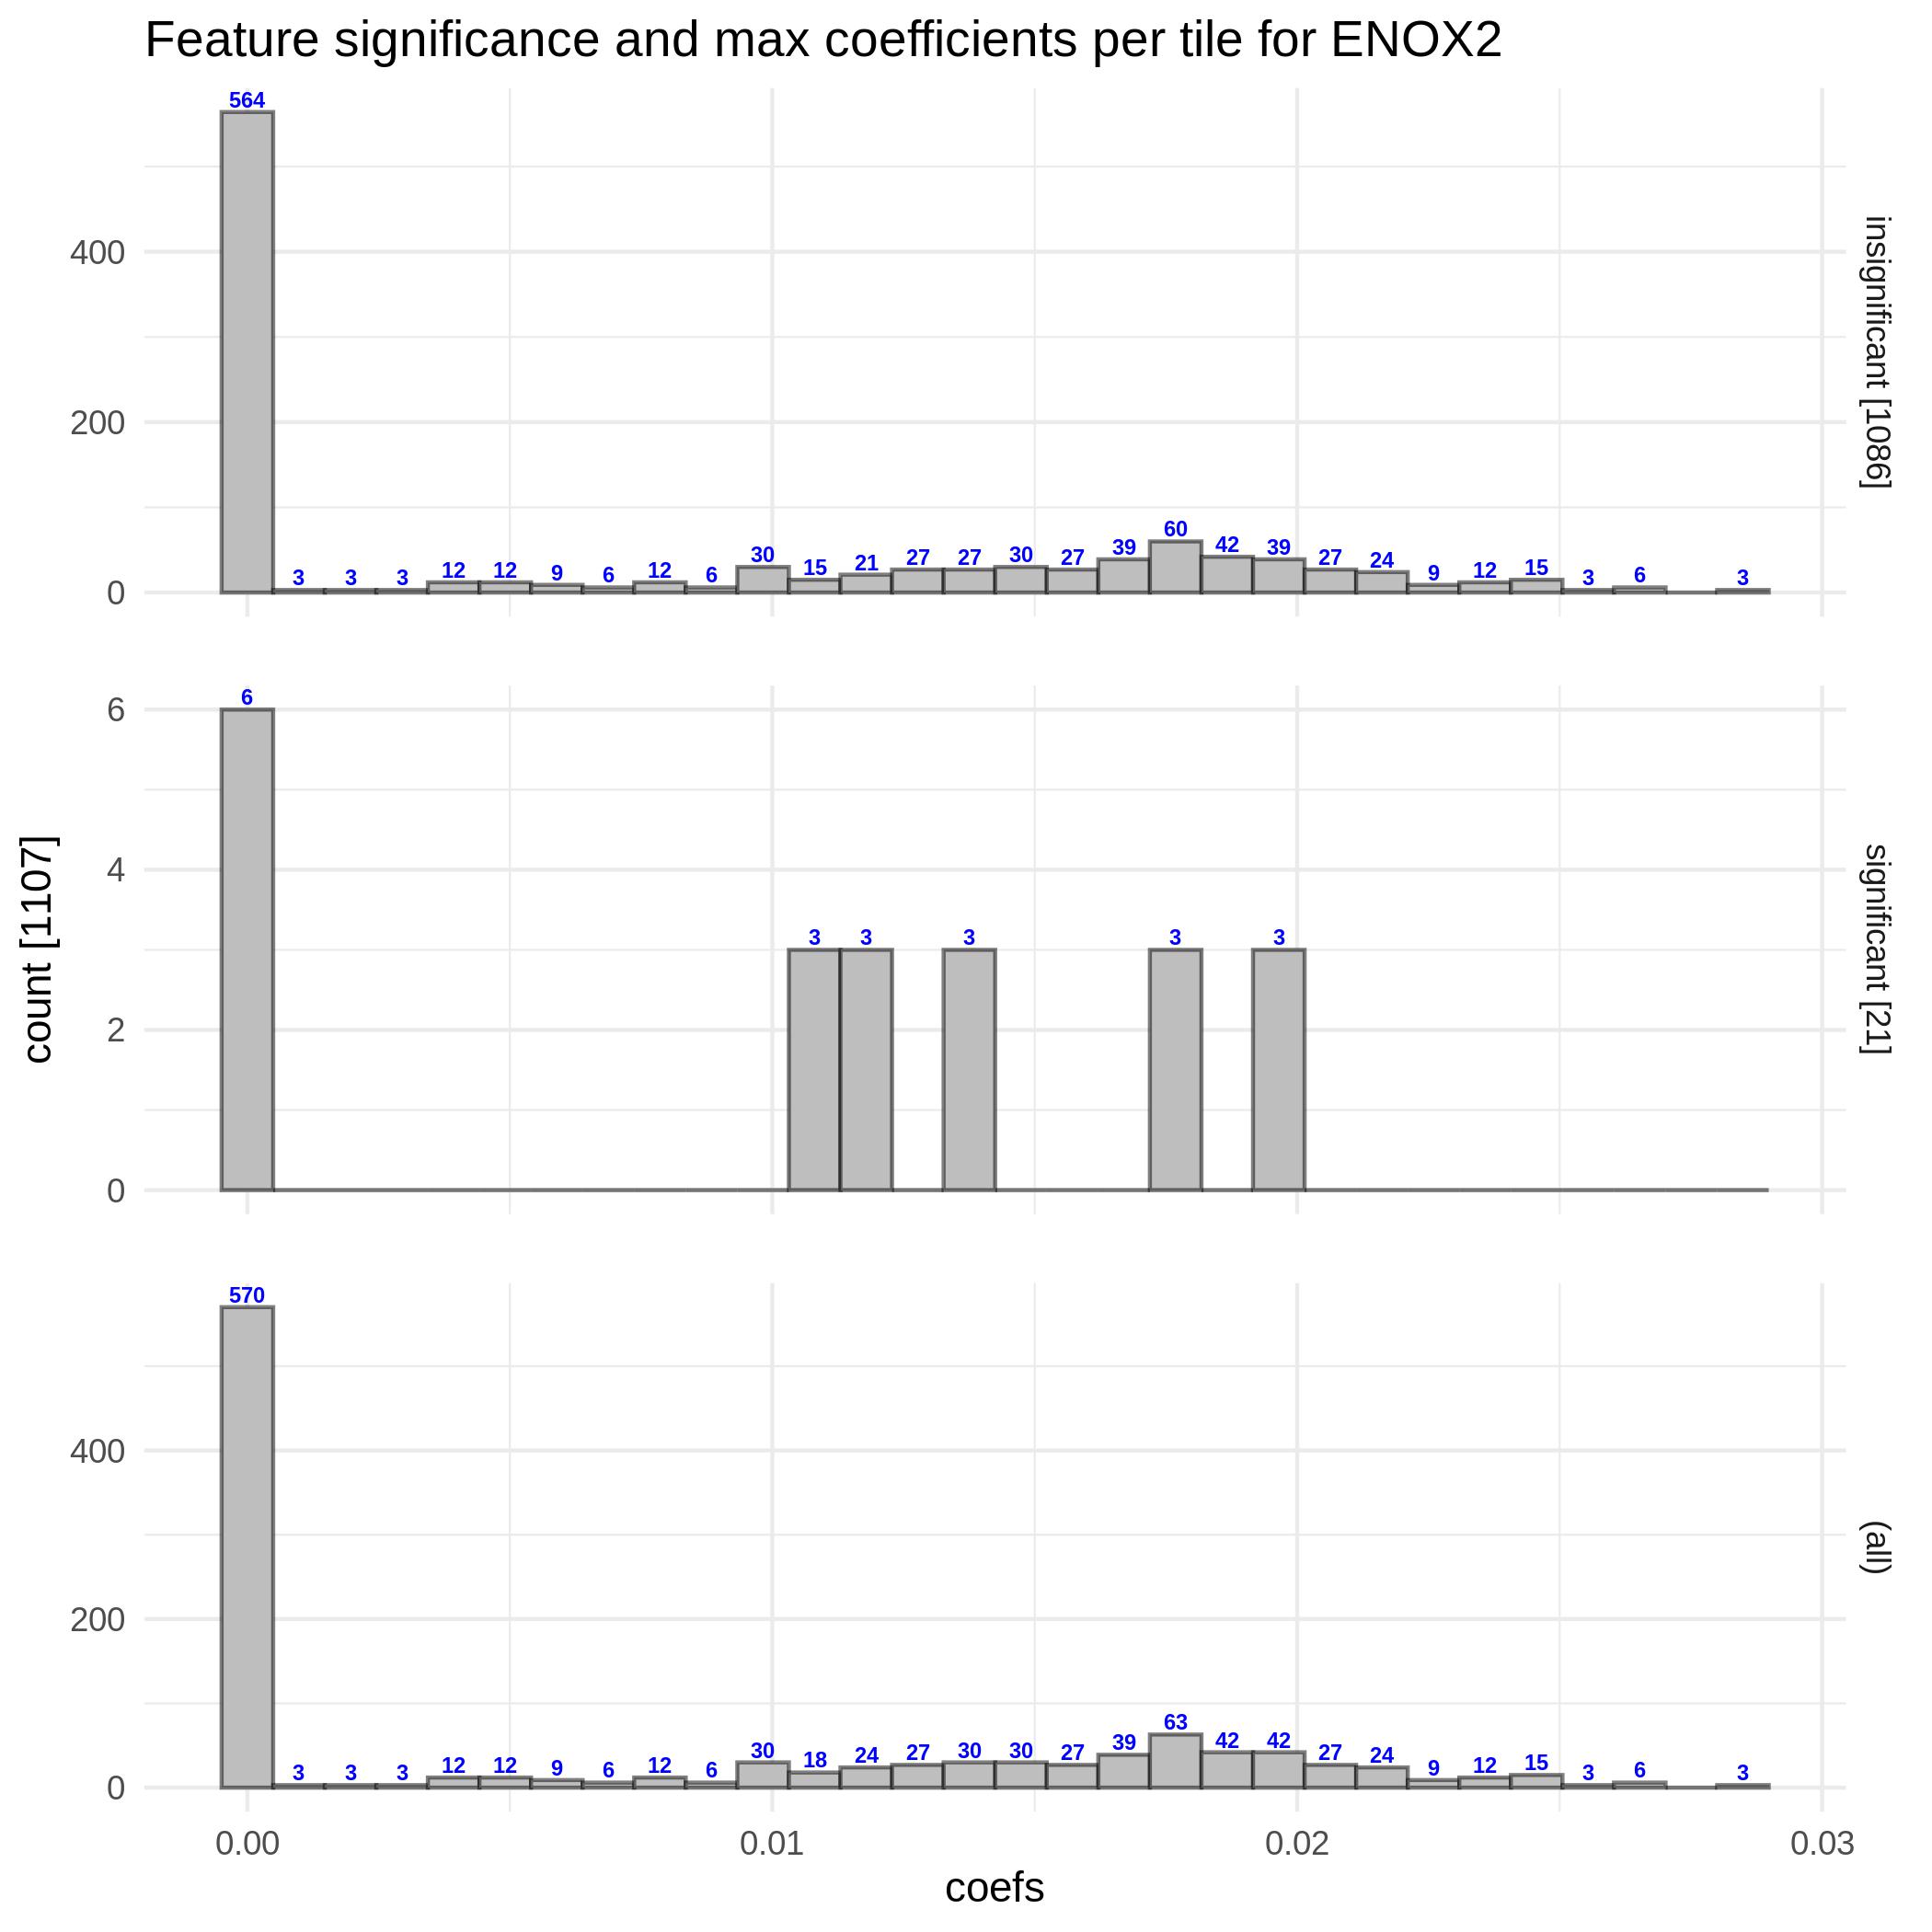 Feature significance and max coefficients per tile for ENOX2
564
3 3 3 12 12 9 6 12 6 30 15 21 27 27 30 27 39 60 42 39 27 24 9 12 15 3 6 3
400
200
0
insignificant [1086]
6
3 3 3 3 3
6
4
2
0
significant [21]
count [1107]
570
3 3 3 12 12 9 6 12 6 30 18 24 27 30 30 27 39 63 42 42 27 24 9 12 15 3 6 3
400
200
0
(all)
0.00 0.01 0.02 0.03
coefs